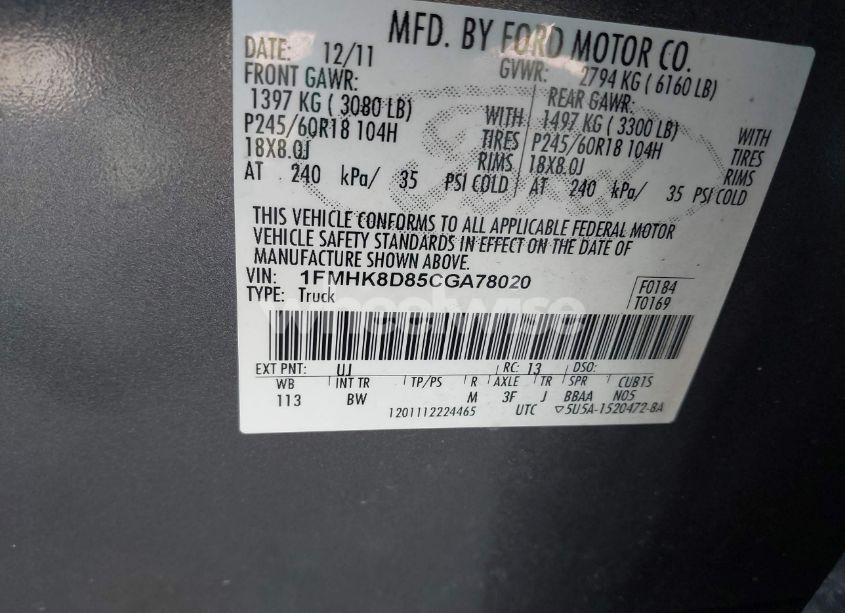 MFD. BY FORD MOTOR CO.
DATE: 12/11 GVWR: 2794 KG ( 6160 LB)
FRONT GAWR: REAR GAWR:
1397 KG ( 3080 LB) WITH 1497 KG ( 3300 LB) WITH
P245/60R18 104H TIRES P245/60R18 104H TIRES
18X8.0J RIMS 18X8.0J RIMS
AT 240 kPa/ 35 PSI COLD AT 240 kPa/ 35 PSI COLD
THIS VEHICLE CONFORMS TO ALL APPLICABLE FEDERAL MOTOR
VEHICLE SAFETY STANDARDS IN EFFECT ON THE DATE OF
MANUFACTURE SHOWN ABOVE.
VIN: 1FMHK8D85CGA78020 F0184
TYPE: Truck T0169
wheelwise
EXT PNT: UJ RC: 13 DSO:
WB INT TR TP/PS R AXLE TR SPR CUBTS
113 BW M 3F J BBAA N05
1201112224465 UTC ▽5U5A-1520472-BA